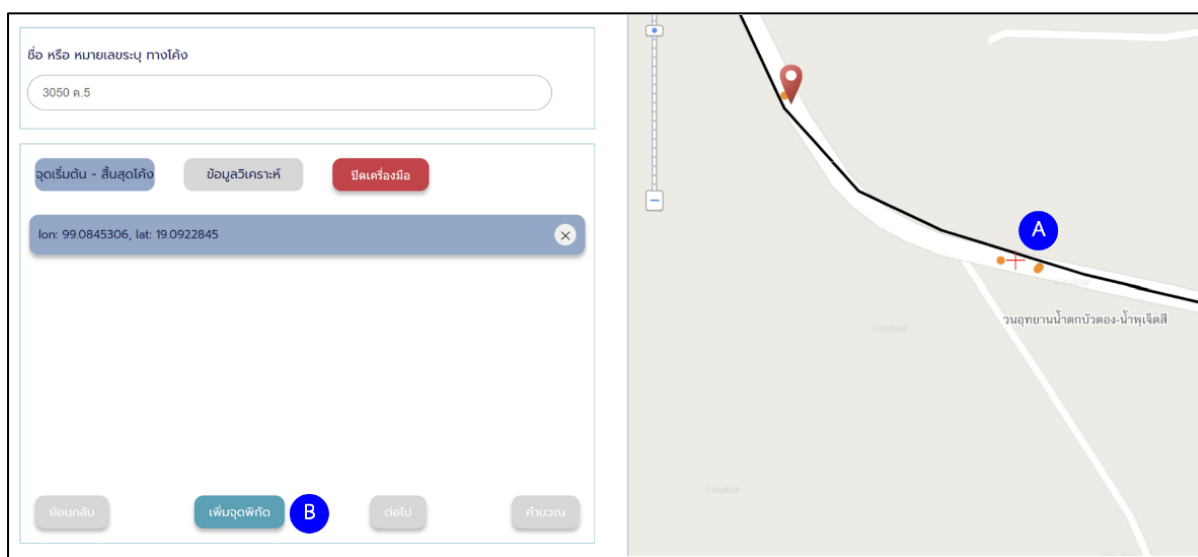 ชื่อ หรือ หมายเลขระบุ ทางโค้ง
3050 ค.5
จุดเริ่มต้น - สิ้นสุดโค้ง
ข้อมูลวิเคราะห์
ปิดเครื่องมือ
lon: 99.0845306, lat: 19.0922845
ย้อนกลับ
เพิ่มจุดพิกัด
B
ต่อไป
คำนวณ
A
วนอุทยานน้ำตกบัวตอง-น้ำพุเจ็ดสี